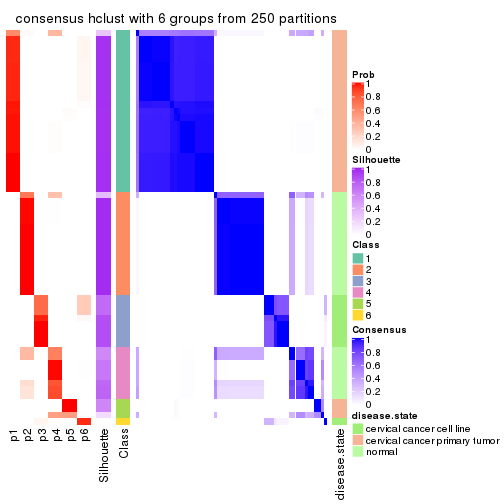 consensus hclust with 6 groups from 250 partitions
Prob
1
0.8
0.6
0.4
0.2
0
Silhouette
1
0.8
0.6
0.4
0.2
0
Class
1
2
3
4
5
6
Consensus
1
0.8
0.6
0.4
0.2
0
disease.state
cervical cancer cell line
cervical cancer primary tumor
normal
p1
p2
p3
p4
p5
p6
Silhouette
Class
disease.state